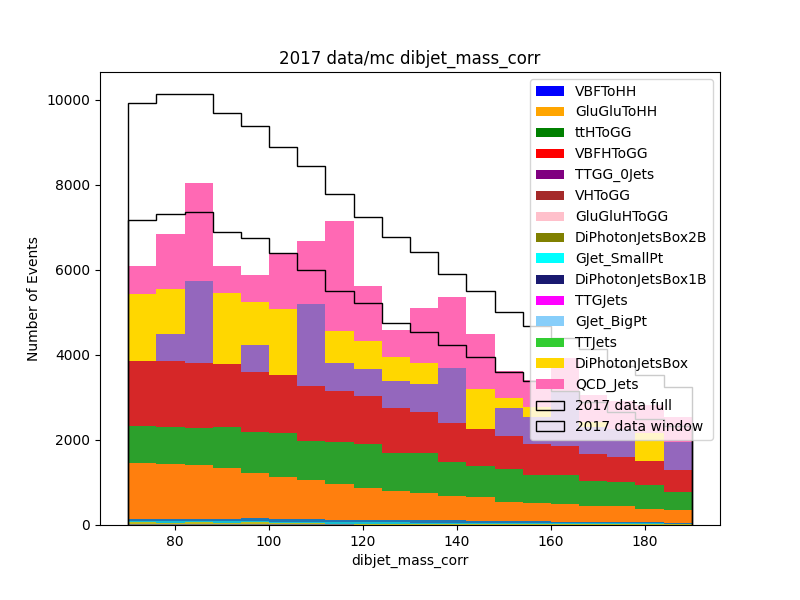 2017 data/mc dibjet_mass_corr
Number of Events
10000
8000
6000
4000
2000
0
80
100
120
140
160
180
dibjet_mass_corr
VBFToHH
GluGluToHH
ttHToGG
VBFHToGG
TTGG_0Jets
VHToGG
GluGluHToGG
DiPhotonJetsBox2B
GJet_SmallPt
DiPhotonJetsBox1B
TTGJets
GJet_BigPt
TTJets
DiPhotonJetsBox
QCD_Jets
2017 data full
2017 data window